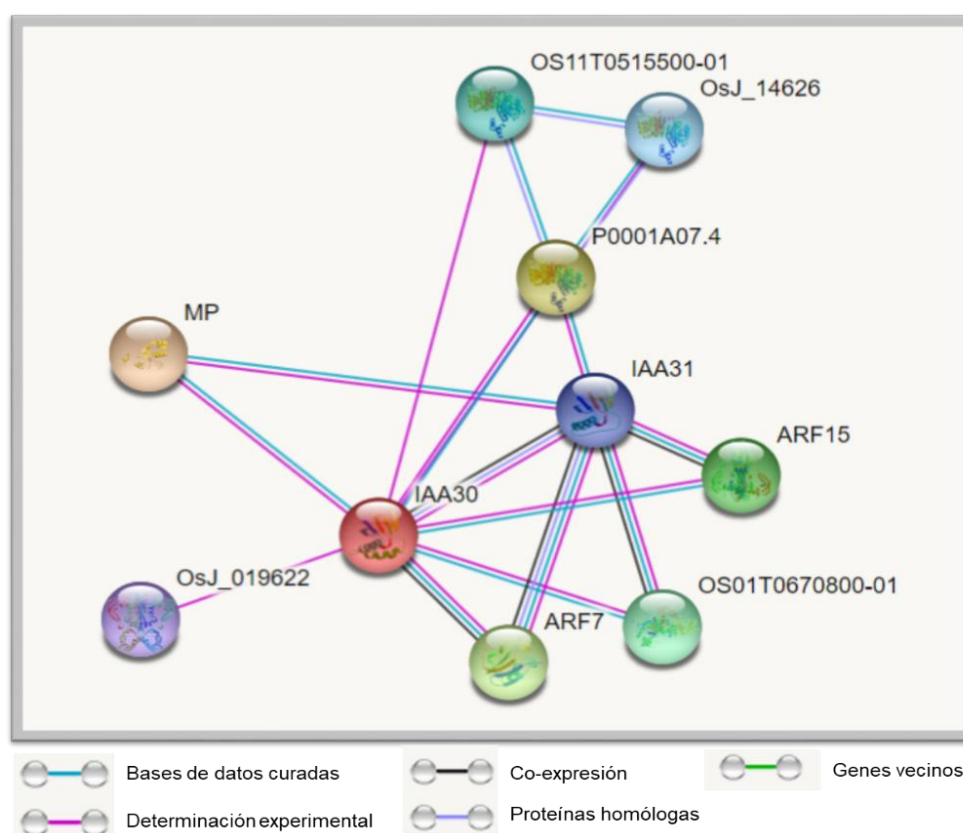 OS11T0515500-01
OsJ_14626
P0001A07.4
MP
IAA31
ARF15
IAA30
OsJ_019622
OS01T0670800-01
ARF7
Bases de datos curadas
Co-expresión
Genes vecinos
Determinación experimental
Proteínas homólogas